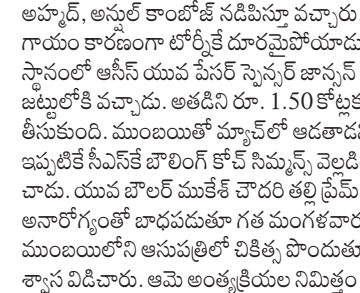 అహ్మద్, అన్షుల్ కాంబోజ్ నడిపిస్తూ వచ్చారు
గాయం కారణంగా టోర్నీకే దూరమైపోయాడు
స్థానంలో ఆసీస్ యువ పేసర్ స్పెన్సర్ జాన్సన్
జట్టులోకి వచ్చాడు. అతడిని రూ. 1.50 కోట్లక
తీసుకుంది. ముంబయితో మ్యాచ్‌లో ఆడతాడ
ఇప్పటికే సీఎస్‌కే బౌలింగ్ కోచ్ సిమ్మన్స్ వెల్లడి
చాడు. యువ బౌలర్ ముకేశ్ చౌదరి తల్లి ప్రేమ్
అనారోగ్యంతో బాధపడుతూ గత మంగళవార
ముంబయిలోని ఆసుపత్రిలో చికిత్స పొందుతు
శ్వాస విడిచారు. ఆమె అంత్యక్రియల నిమిత్తం